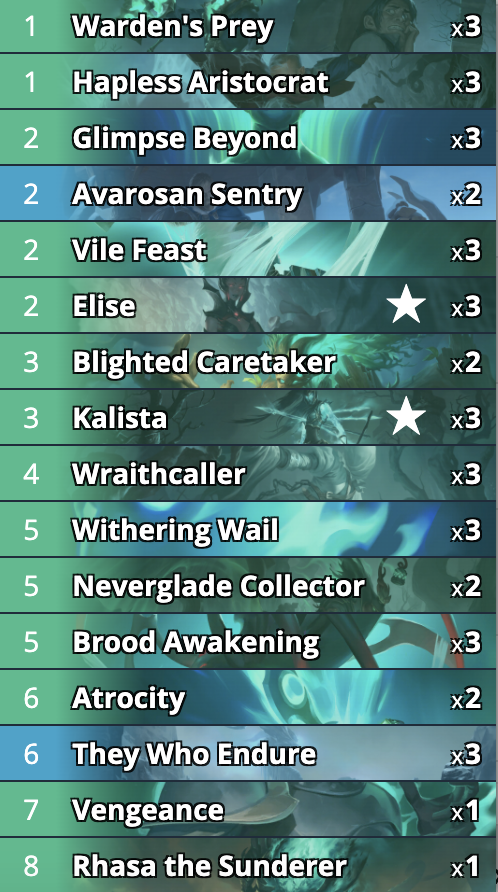 1 Warden's Prey x3
1 Hapless Aristocrat x3
2 Glimpse Beyond x3
2 Avarosan Sentry x2
2 Vile Feast x3
2 Elise x3
3 Blighted Caretaker x2
3 Kalista x3
4 Wraithcaller x3
5 Withering Wail x3
5 Neverglade Collector x2
5 Brood Awakening x3
6 Atrocity x2
6 They Who Endure x3
7 Vengeance x1
8 Rhasa the Sunderer x1